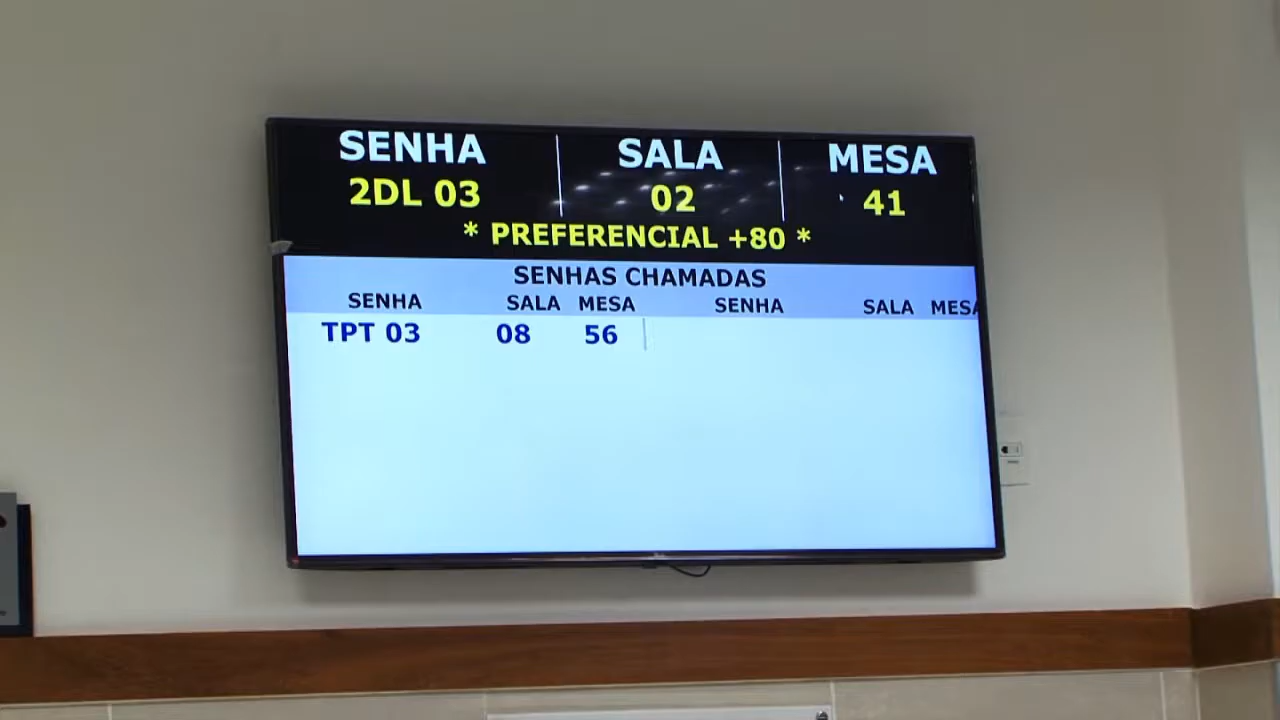 SENHA SALA MESA
2DL 03 02 41
* PREFERENCIAL +80 *
SENHAS CHAMADAS
SENHA SALA MESA SENHA SALA MESA
TPT 03 08 56